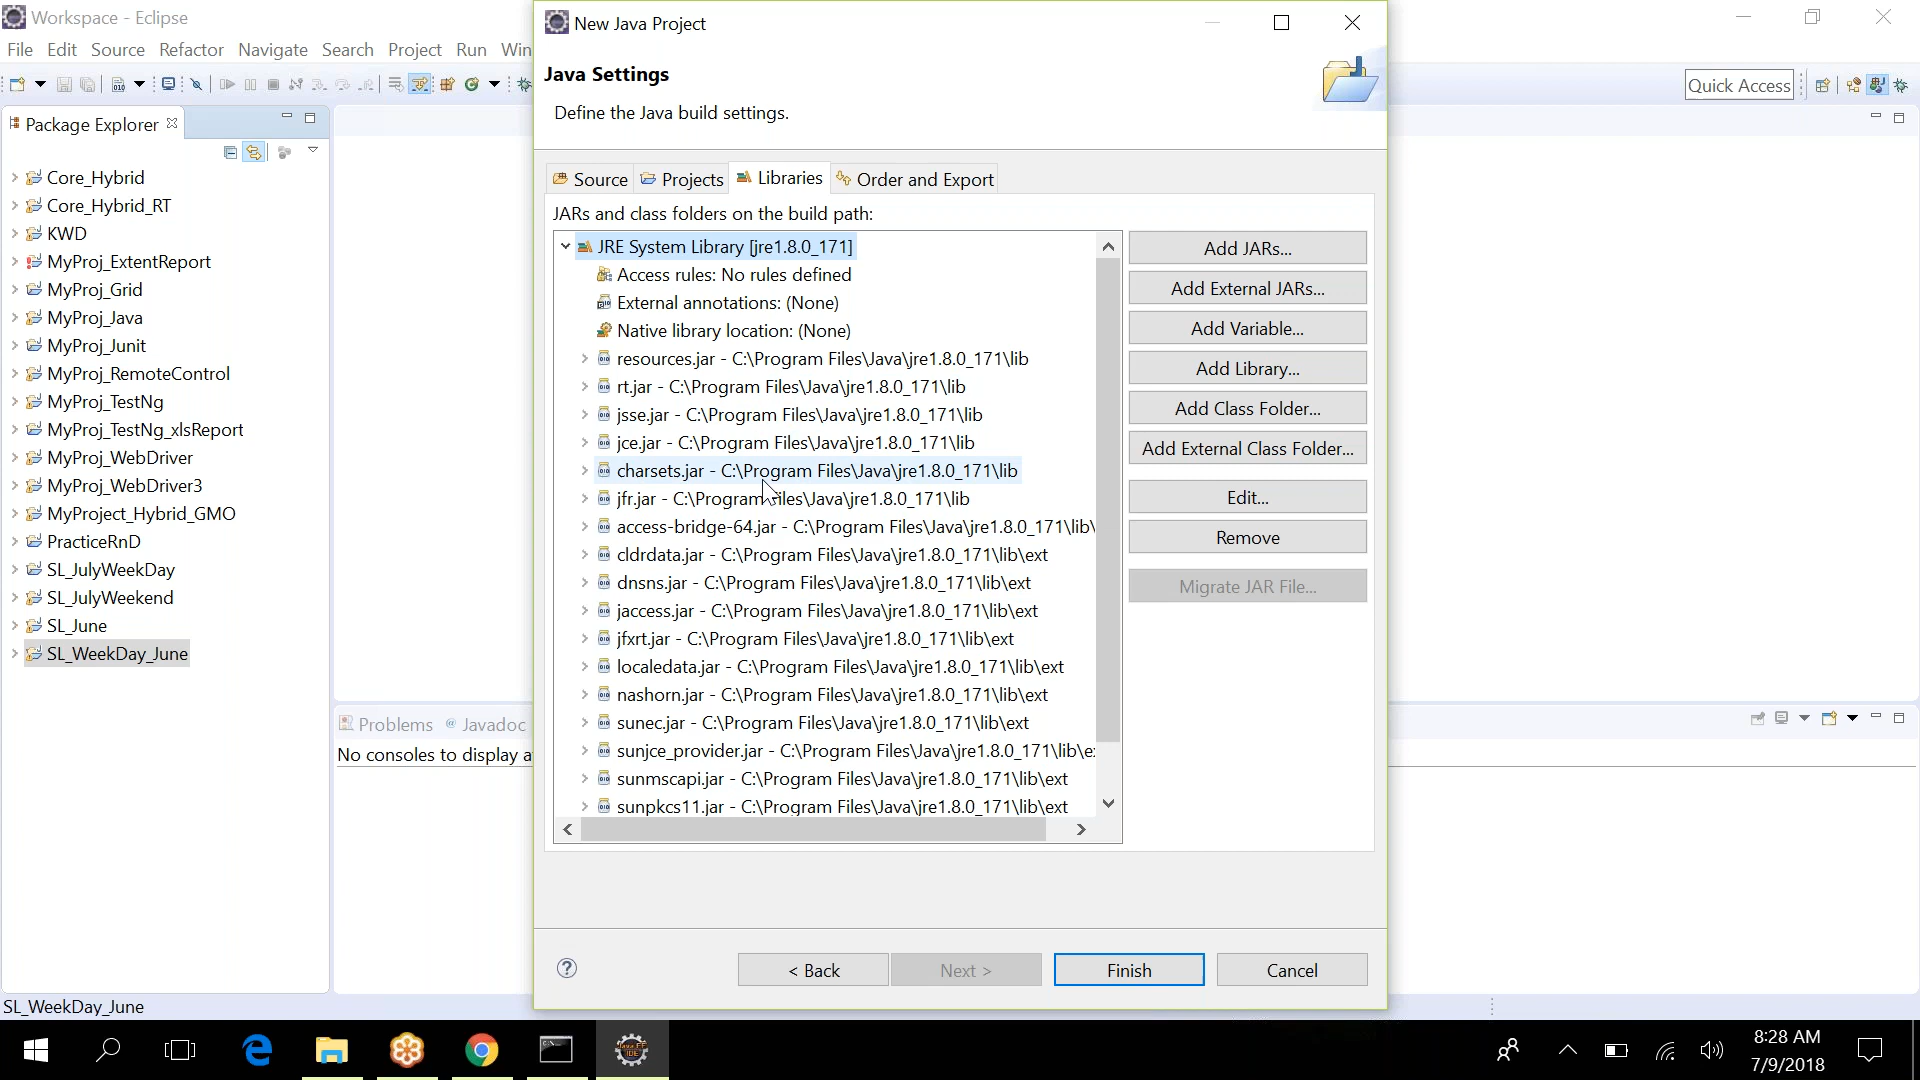 Workspace - Eclipse
File Edit Source Refactor Navigate Search Project Run Win
Quick Access
Package Explorer
Core_Hybrid
Core_Hybrid_RT
KWD
MyProj_ExtentReport
MyProj_Grid
MyProj_Java
MyProj_Junit
MyProj_RemoteControl
MyProj_TestNg
MyProj_TestNg_xlsReport
MyProj_WebDriver
MyProj_WebDriver3
MyProject_Hybrid_GMO
PracticeRnD
SL_JulyWeekDay
SL_JulyWeekend
SL_June
SL_WeekDay_June
Problems @ Javadoc
No consoles to display a
SL_WeekDay_June
New Java Project
Java Settings
Define the Java build settings.
Source Projects Libraries Order and Export
JARs and class folders on the build path:
JRE System Library [jre1.8.0_171]
Access rules: No rules defined
External annotations: (None)
Native library location: (None)
resources.jar - C:\Program Files\Java\jre1.8.0_171\lib
rt.jar - C:\Program Files\Java\jre1.8.0_171\lib
jsse.jar - C:\Program Files\Java\jre1.8.0_171\lib
jce.jar - C:\Program Files\Java\jre1.8.0_171\lib
charsets.jar - C:\Program Files\Java\jre1.8.0_171\lib
jfr.jar - C:\Program Files\Java\jre1.8.0_171\lib
access-bridge-64.jar - C:\Program Files\Java\jre1.8.0_171\lib\
cldrdata.jar - C:\Program Files\Java\jre1.8.0_171\lib\ext
dnsns.jar - C:\Program Files\Java\jre1.8.0_171\lib\ext
jaccess.jar - C:\Program Files\Java\jre1.8.0_171\lib\ext
jfxrt.jar - C:\Program Files\Java\jre1.8.0_171\lib\ext
localedata.jar - C:\Program Files\Java\jre1.8.0_171\lib\ext
nashorn.jar - C:\Program Files\Java\jre1.8.0_171\lib\ext
sunec.jar - C:\Program Files\Java\jre1.8.0_171\lib\ext
sunjce_provider.jar - C:\Program Files\Java\jre1.8.0_171\lib\e
sunmscapi.jar - C:\Program Files\Java\jre1.8.0_171\lib\ext
sunpkcs11.jar - C:\Program Files\Java\jre1.8.0_171\lib\ext
Add JARs...
Add External JARs...
Add Variable...
Add Library...
Add Class Folder...
Add External Class Folder...
Edit...
Remove
Migrate JAR File...
< Back
Next >
Finish
Cancel
8:28 AM
7/9/2018